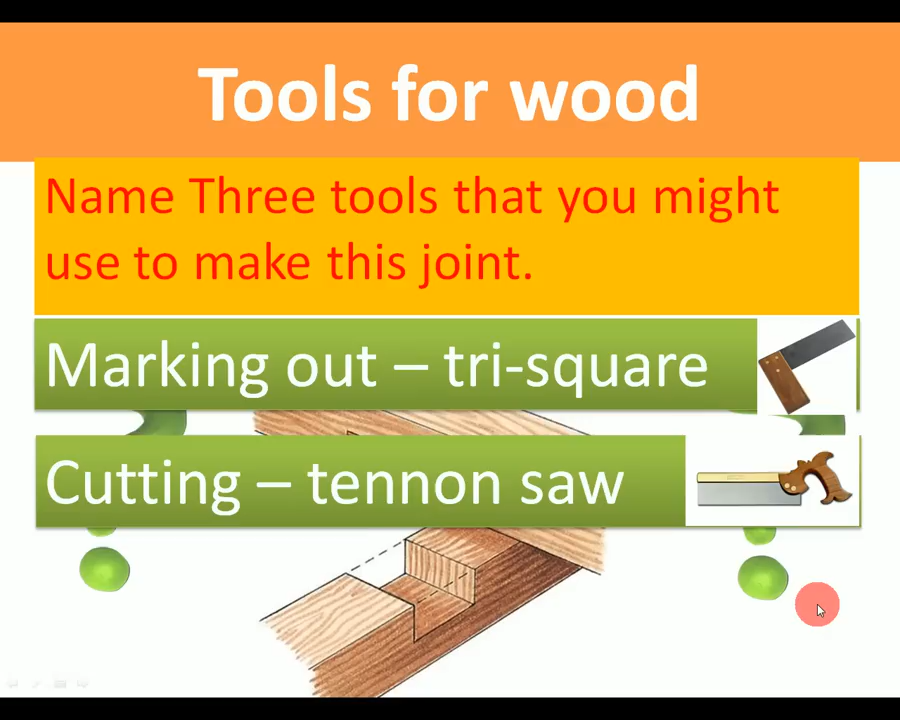 Tools for wood
Name Three tools that you might
use to make this joint.
Marking out – tri-square
Cutting – tennon saw